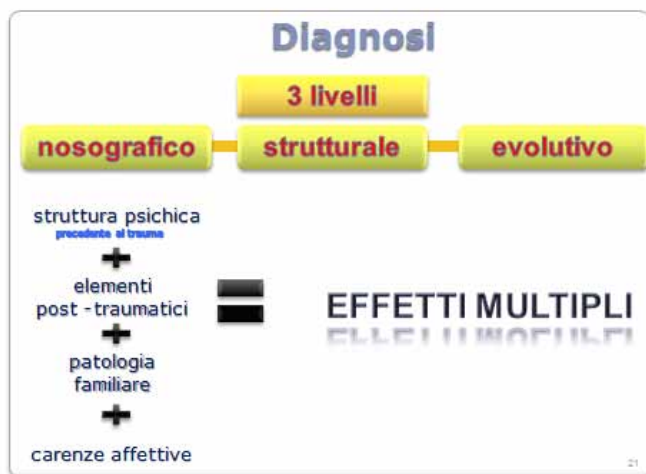 Diagnosi
3 livelli
nosografico strutturale evolutivo
struttura psichica
precedente al trauma
+
elementi
post - traumatici
+
patologia
familiare
+
carenze affettive
=
EFFETTI MULTIPLI
21